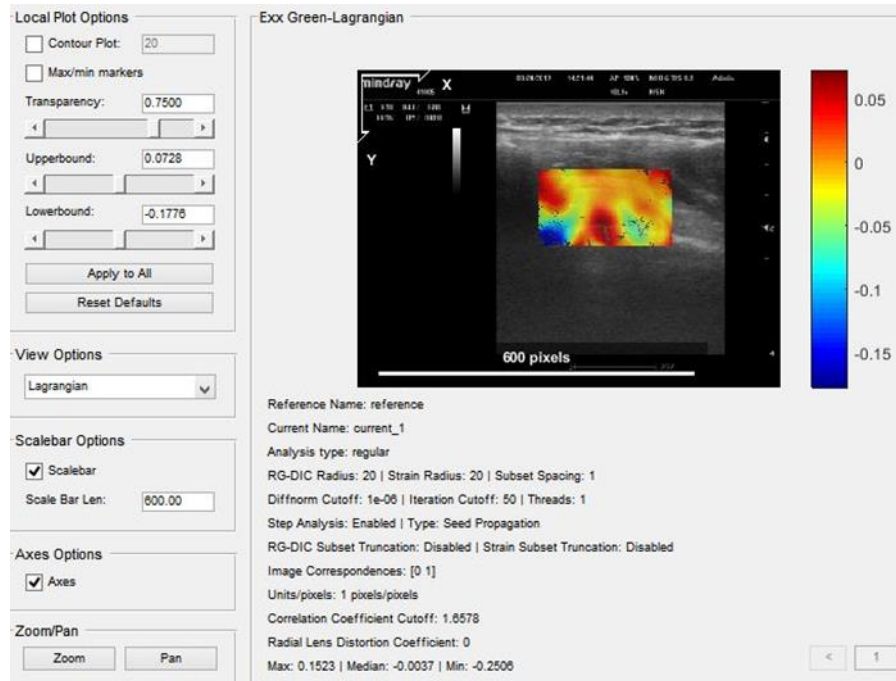 Local Plot Options
Contour Plot: 20
Max/min markers
Transparency: 0.7500
Upperbound: 0.0728
Lowerbound: -0.1776
Apply to All
Reset Defaults
View Options
Lagrangian
Scalebar Options
Scalebar
Scale Bar Len: 600.00
Axes Options
Axes
Zoom/Pan
Zoom Pan
Exx Green-Lagrangian
mindray
X
Y
600 pixels
0.05
0
-0.05
-0.1
-0.15
Reference Name: reference
Current Name: current_1
Analysis type: regular
RG-DIC Radius: 20 | Strain Radius: 20 | Subset Spacing: 1
Diffnorm Cutoff: 1e-06 | Iteration Cutoff: 50 | Threads: 1
Step Analysis: Enabled | Type: Seed Propagation
RG-DIC Subset Truncation: Disabled | Strain Subset Truncation: Disabled
Image Correspondences: [0 1]
Units/pixels: 1 pixels/pixels
Correlation Coefficient Cutoff: 1.6578
Radial Lens Distortion Coefficient: 0
Max: 0.1523 | Median: -0.0037 | Min: -0.2506
< 1